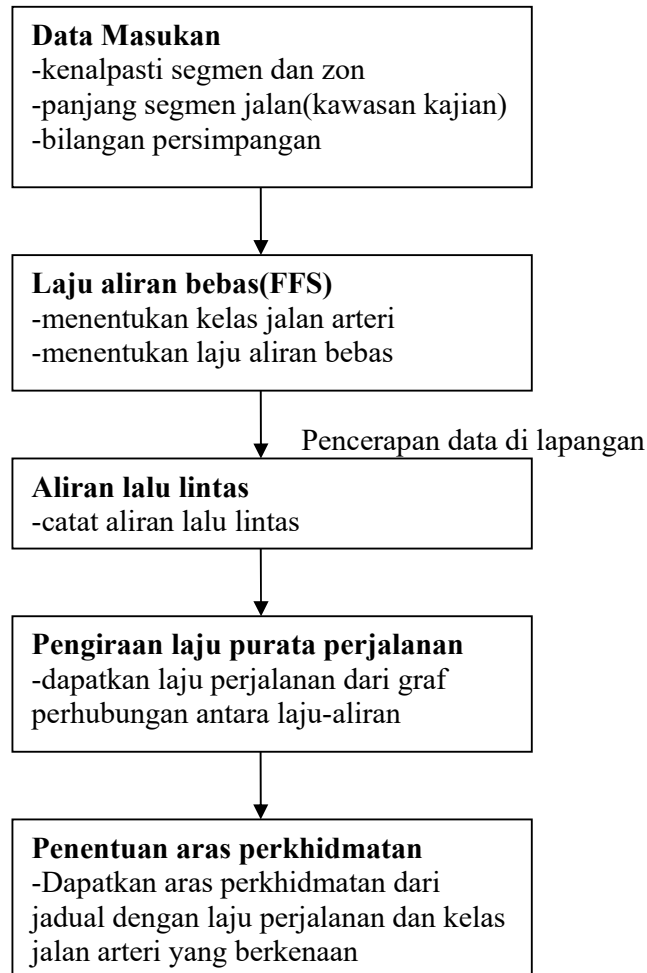 Data Masukan
-kenalpasti segmen dan zon
-panjang segmen jalan(kawasan kajian)
-bilangan persimpangan
Laju aliran bebas(FFS)
-menentukan kelas jalan arteri
-menentukan laju aliran bebas
Pencerapan data di lapangan
Aliran lalu lintas
-catat aliran lalu lintas
Pengiraan laju purata perjalanan
-dapatkan laju perjalanan dari graf
perhubungan antara laju-aliran
Penentuan aras perkhidmatan
-Dapatkan aras perkhidmatan dari
jadual dengan laju perjalanan dan kelas
jalan arteri yang berkenaan